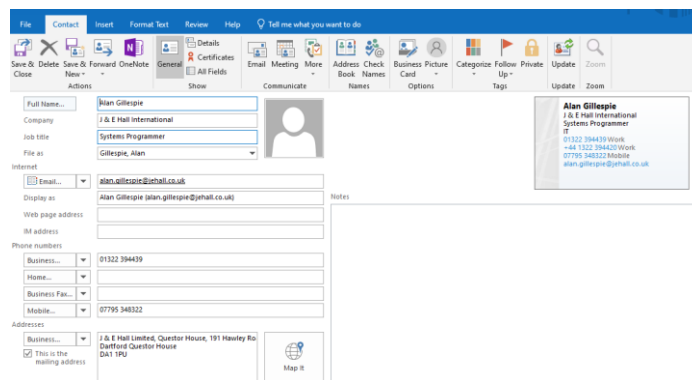 File Contact Insert Format Text Review Help Tell me what you want to do
Save & Close
Delete
Save & New
Forward
OneNote
Actions
General
Details
Certificates
All Fields
Show
Email
Meeting
More
Communicate
Address Book
Check Names
Names
Business Card
Picture
Options
Categorize
Follow Up
Private
Tags
Update
Update
Zoom
Zoom
Full Name... Alan Gillespie
Company J & E Hall International
Job title Systems Programmer
File as Gillespie, Alan
Internet
Email... alan.gillespie@jehall.co.uk
Display as Alan Gillespie (alan.gillespie@jehall.co.uk)
Web page address
IM address
Phone numbers
Business... 01322 394439
Home...
Business Fax...
Mobile... 07795 348322
Addresses
Business... J & E Hall Limited, Questor House, 191 Hawley Ro
Dartford Questor House
DA1 1PU
This is the
mailing address
Map It
Alan Gillespie
J & E Hall International
Systems Programmer
IT
01322 394439 Work
+44 1322 394420 Work
07795 348322 Mobile
alan.gillespie@jehall.co.uk
Notes